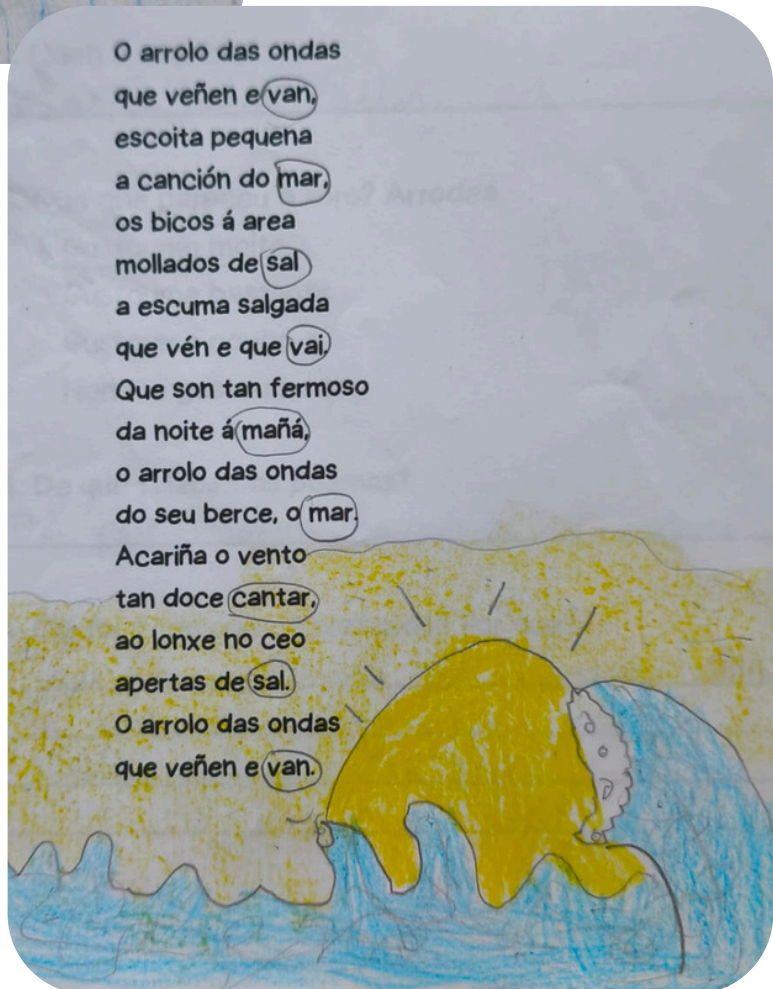 O arrolo das ondas
que veñen e van,
escoita pequena
a canción do mar,
os bicos á area
mollados de sal
a escuma salgada
que vén e que vai.
Que son tan fermoso
da noite á mañá,
o arrolo das ondas
do seu berce, o mar.
Acariña o vento
tan doce cantar,
ao lonxe no ceo
apertas de sal.
O arrolo das ondas
que veñen e van.